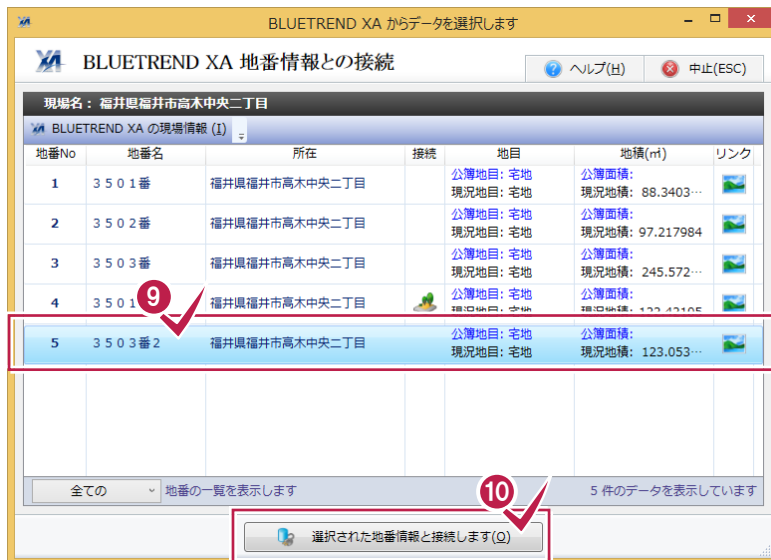 BLUETREND XA からデータを選択します
BLUETREND XA 地番情報との接続
ヘルプ(H)
中止(ESC)
現場名： 福井県福井市高木中央二丁目
BLUETREND XA の現場情報 (I)
地番No 地番名 所在 接続 地目 地積(㎡) リンク
1 3501番 福井県福井市高木中央二丁目 公簿地目: 宅地 公簿面積:
現況地目: 宅地 現況地積: 88.3403…
2 3502番 福井県福井市高木中央二丁目 公簿地目: 宅地 公簿面積:
現況地目: 宅地 現況地積: 97.217984
3 3503番 福井県福井市高木中央二丁目 公簿地目: 宅地 公簿面積:
現況地目: 宅地 現況地積: 245.572…
4 3501 福井県福井市高木中央二丁目 公簿地目: 宅地 公簿面積:
現況地目: 宅地 現況地積:
9
5 3503番2 福井県福井市高木中央二丁目 公簿地目: 宅地 公簿面積:
現況地目: 宅地 現況地積: 123.053…
全ての 地番の一覧を表示します
5 件のデータを表示しています
10
選択された地番情報と接続します(O)